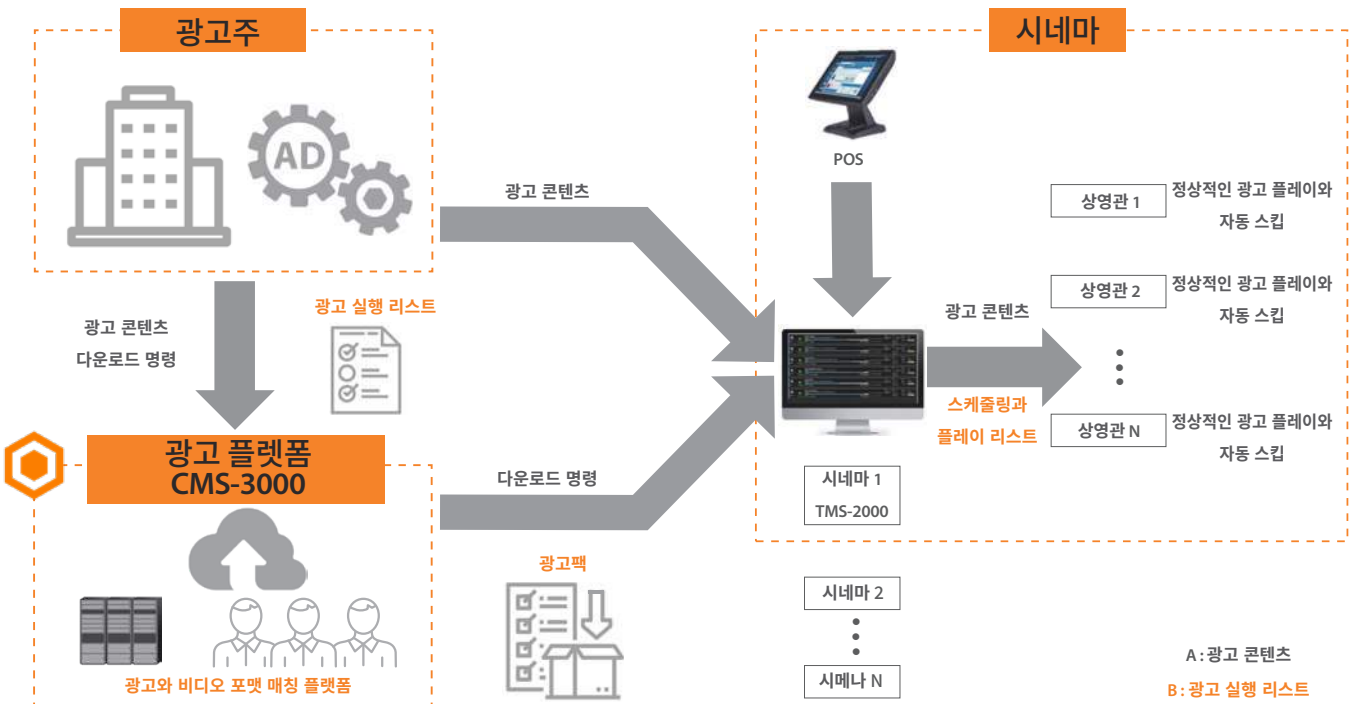 광고주
AD
광고 콘텐츠
다운로드 명령
광고 실행 리스트
광고 플렛폼
CMS-3000
광고와 비디오 포맷 매칭 플랫폼
광고 콘텐츠
다운로드 명령
광고팩
시네마
POS
시네마 1
TMS-2000
시네마 2
시메나 N
광고 콘텐츠
스케줄링과
플레이 리스트
상영관 1
정상적인 광고 플레이와
자동 스킵
상영관 2
정상적인 광고 플레이와
자동 스킵
상영관 N
정상적인 광고 플레이와
자동 스킵
A : 광고 콘텐츠
B : 광고 실행 리스트